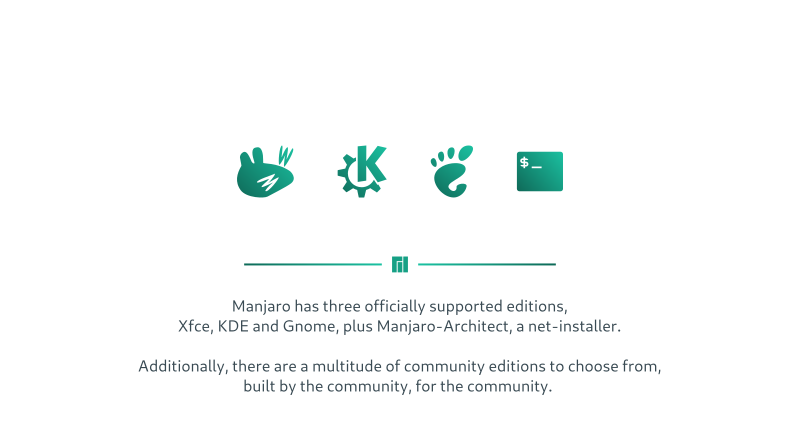 $_
Manjaro has three officially supported editions,
Xfce, KDE and Gnome, plus Manjaro-Architect, a net-installer.
Additionally, there are a multitude of community editions to choose from,
built by the community, for the community.